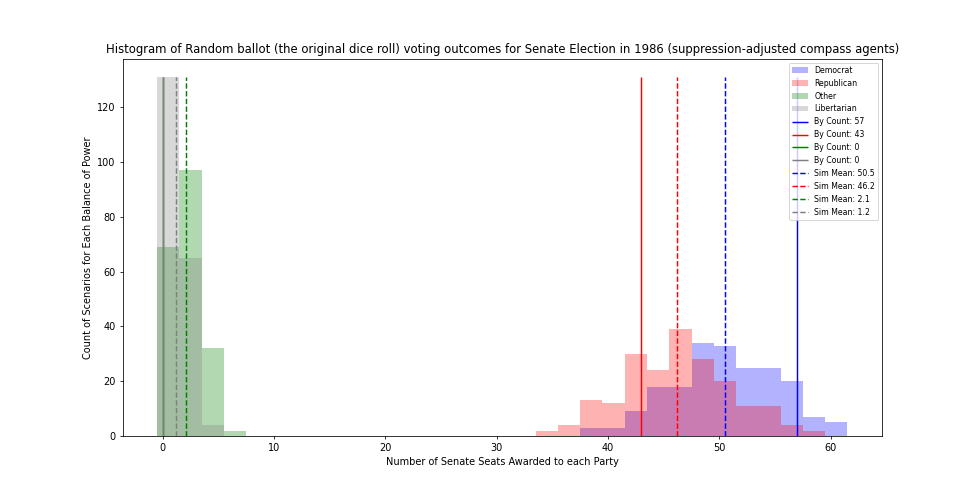 Histogram of Random ballot (the original dice roll) voting outcomes for Senate Election in 1986 (suppression-adjusted compass agents)
Count of Scenarios for Each Balance of Power
120
100
80
60
40
20
0
Democrat
Republican
Other
Libertarian
By Count: 57
By Count: 43
By Count: 0
By Count: 0
Sim Mean: 50.5
Sim Mean: 46.2
Sim Mean: 2.1
Sim Mean: 1.2
0 10 20 30 40 50 60
Number of Senate Seats Awarded to each Party